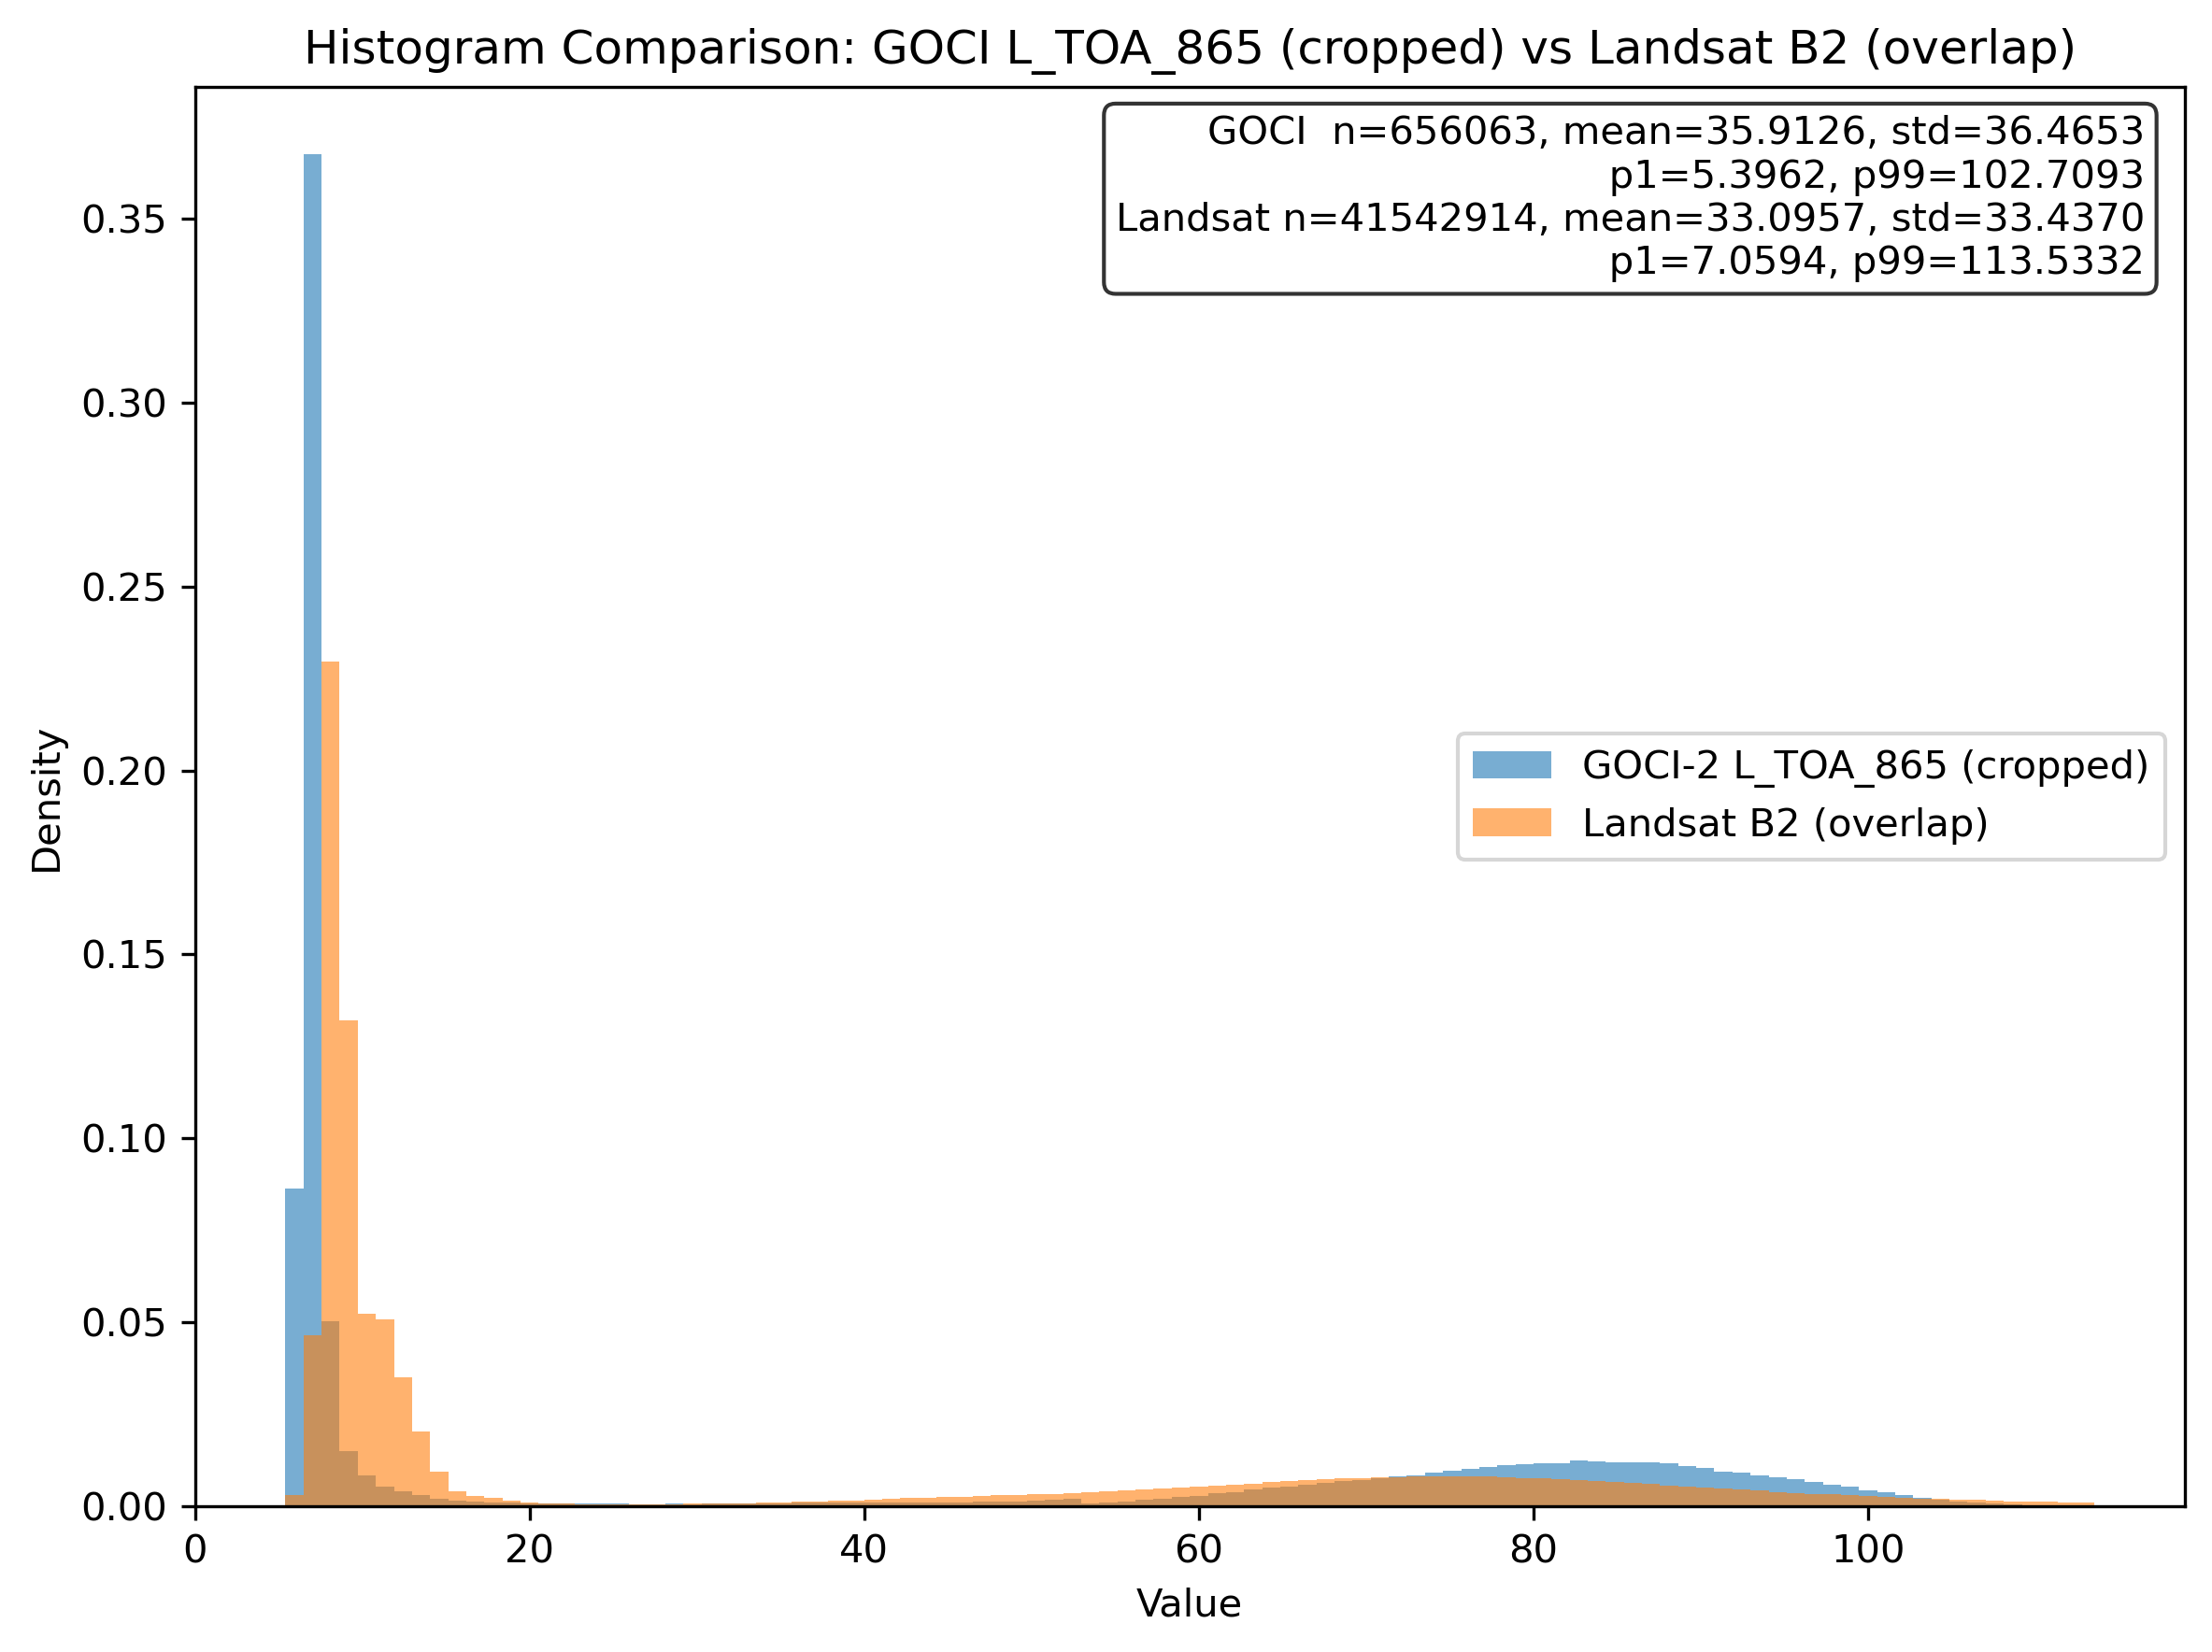 Histogram Comparison: GOCI L_TOA_865 (cropped) vs Landsat B2 (overlap)
GOCI  n=656063, mean=35.9126, std=36.4653
p1=5.3962, p99=102.7093
Landsat n=41542914, mean=33.0957, std=33.4370
p1=7.0594, p99=113.5332
0.35
0.30
0.25
0.20
0.15
0.10
0.05
0.00
Density
GOCI-2 L_TOA_865 (cropped)
Landsat B2 (overlap)
0 20 40 60 80 100
Value